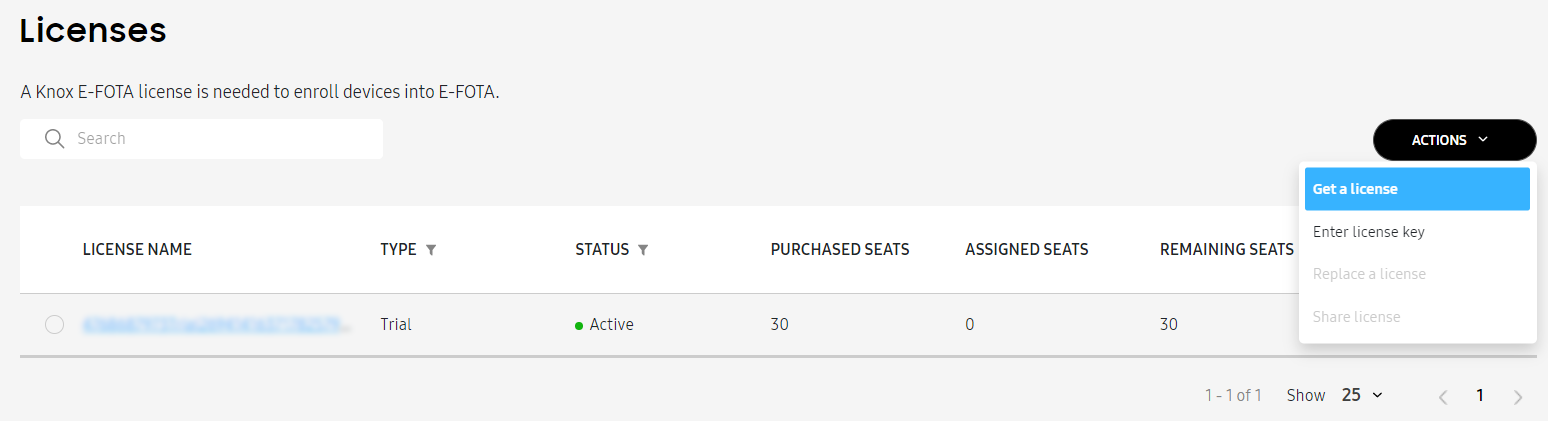 Licenses
A Knox E-FOTA license is needed to enroll devices into E-FOTA.
Search
ACTIONS
Get a license
Enter license key
Replace a license
Share license
LICENSE NAME TYPE STATUS PURCHASED SEATS ASSIGNED SEATS REMAINING SEATS
Trial Active 30 0 30
1 - 1 of 1 Show 25 1